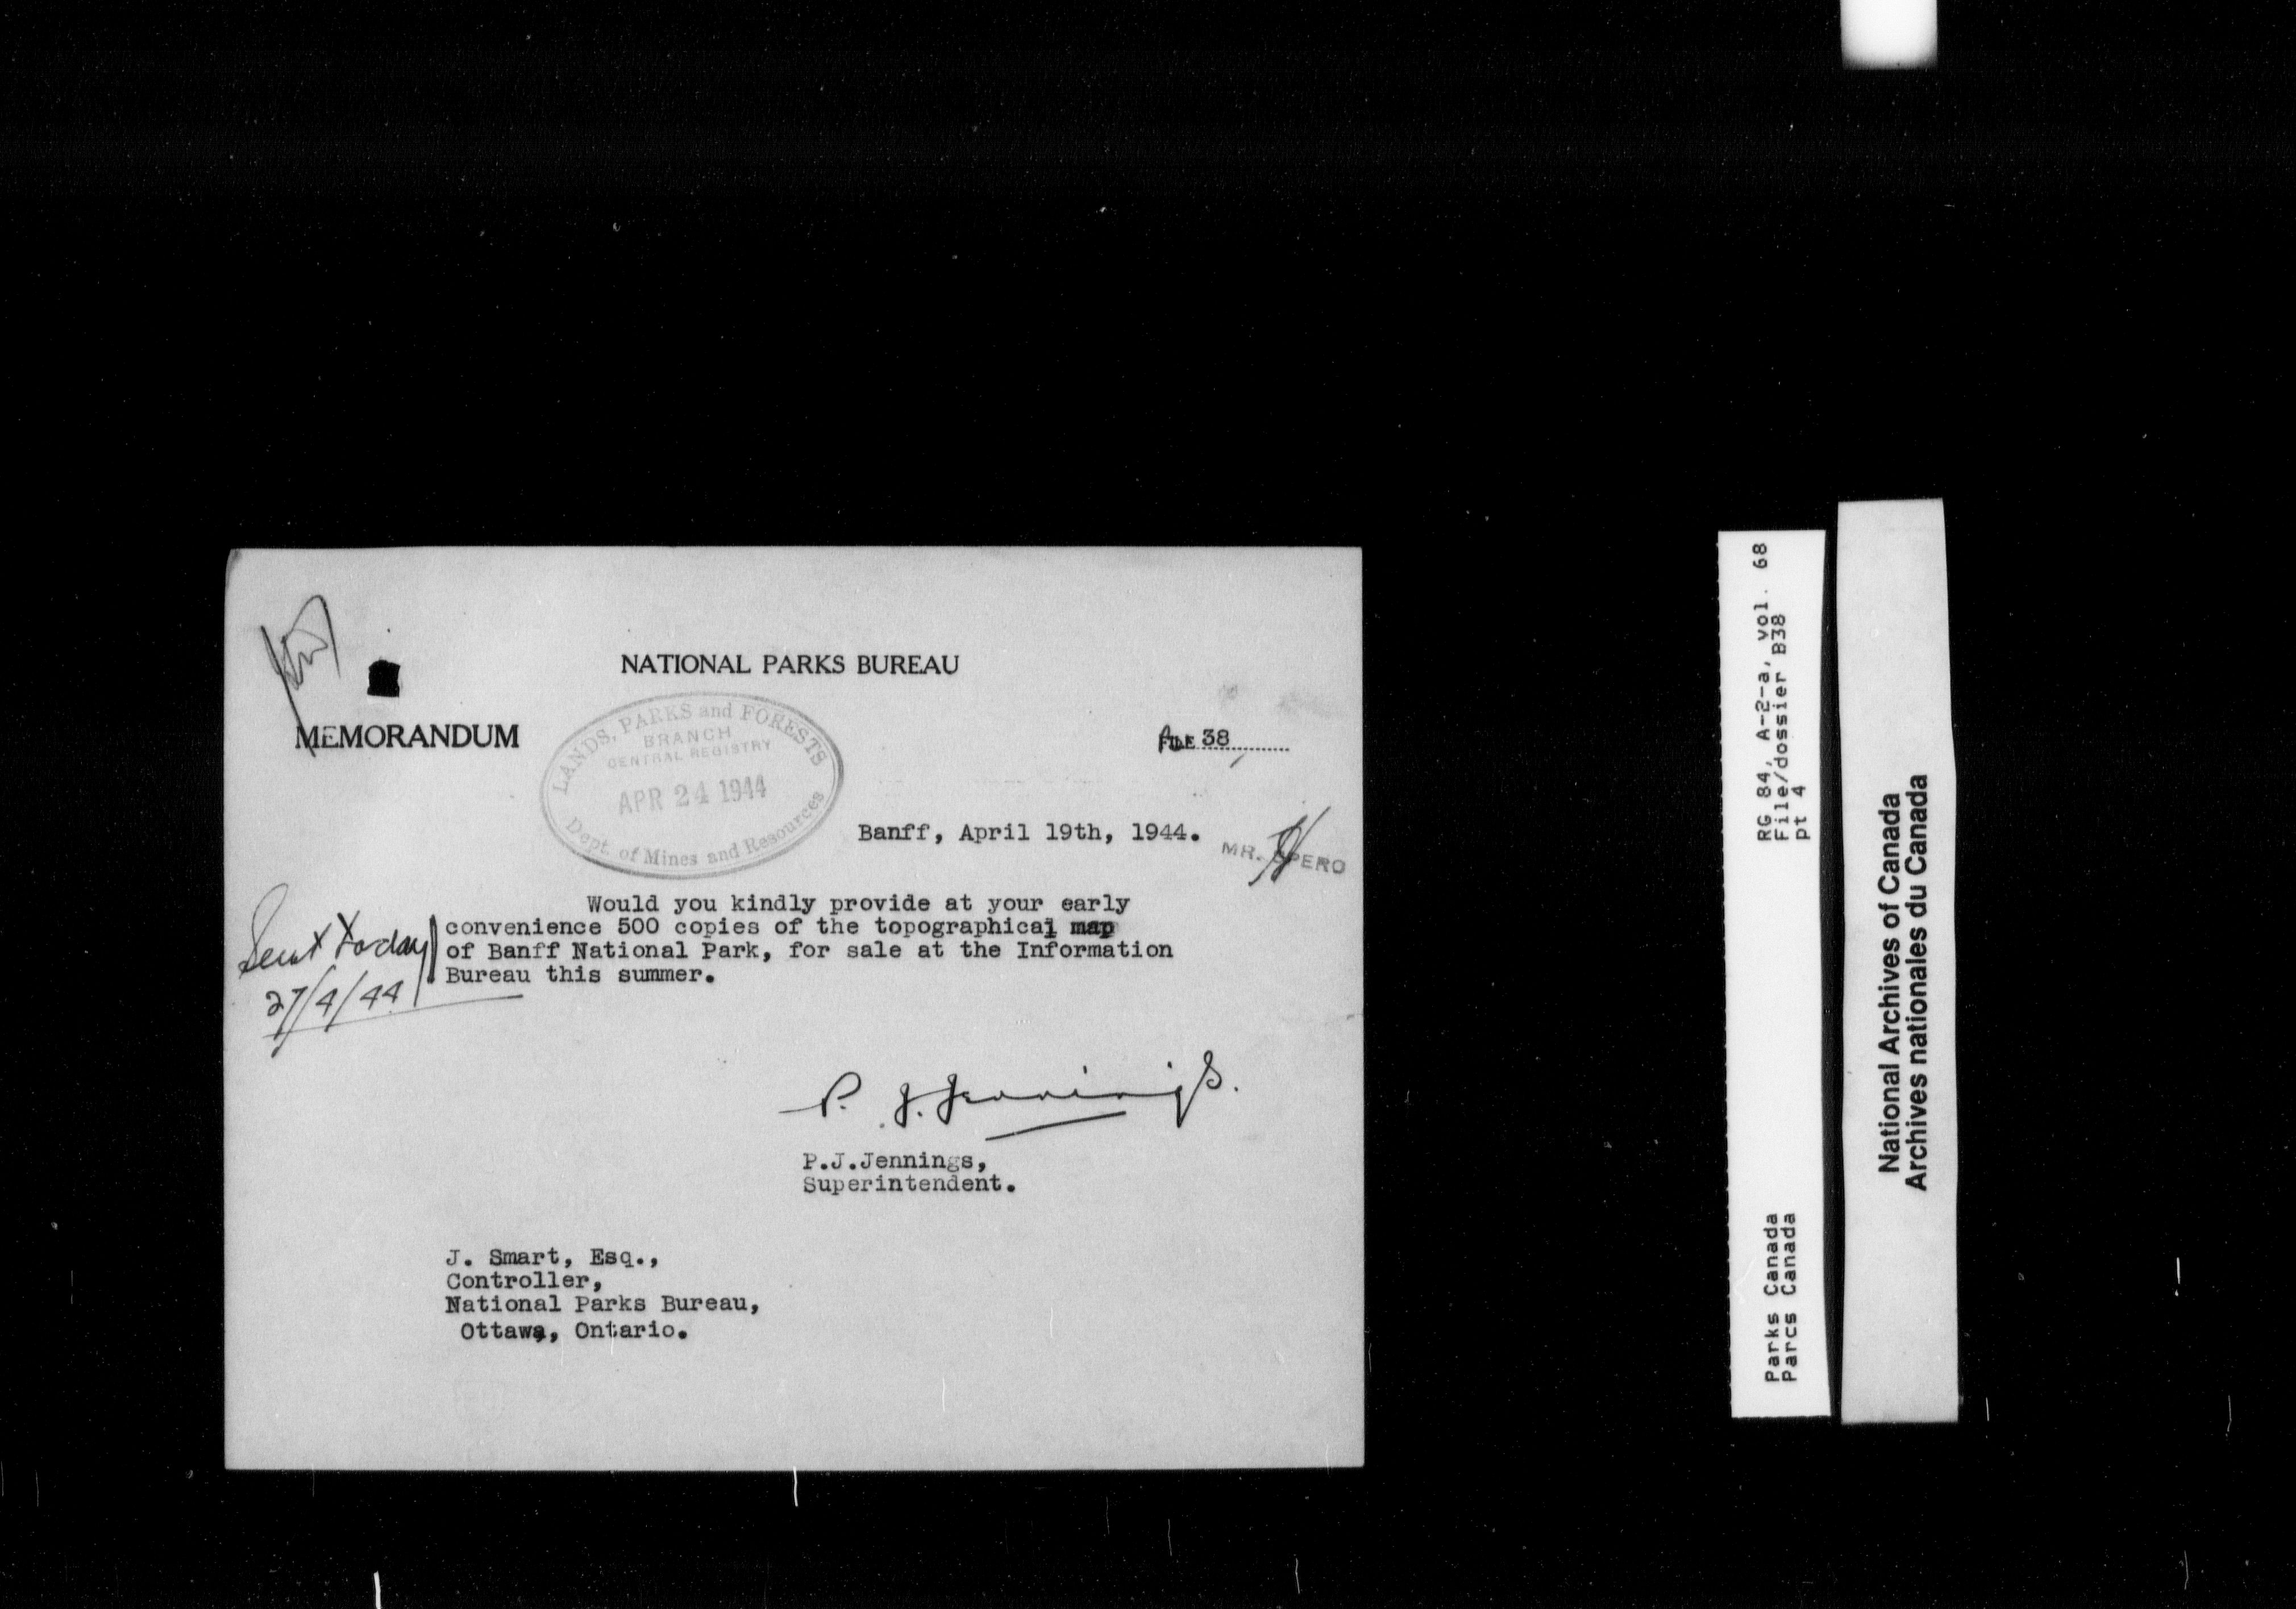 NATIONAL PARKS BUREAU
MEMORANDUM
LANDS, PARKS and FORESTS
BRANCH
CENTRAL REGISTRY
APR 24 1944
Dept. of Mines and Resources
FILE 38
Banff, April 19th, 1944.
MR. SPERO
Would you kindly provide at your early
convenience 500 copies of the topographical map
of Banff National Park, for sale at the Information
Bureau this summer.
Sent today
27/4/44
P. J. Jennings.
P.J.Jennings,
Superintendent.
J. Smart, Esq.,
Controller,
National Parks Bureau,
Ottawa, Ontario.
RG 84, A-2-a, vol. 68
File/dossier B38
pt 4
Parks Canada
Parcs Canada
National Archives of Canada
Archives nationales du Canada